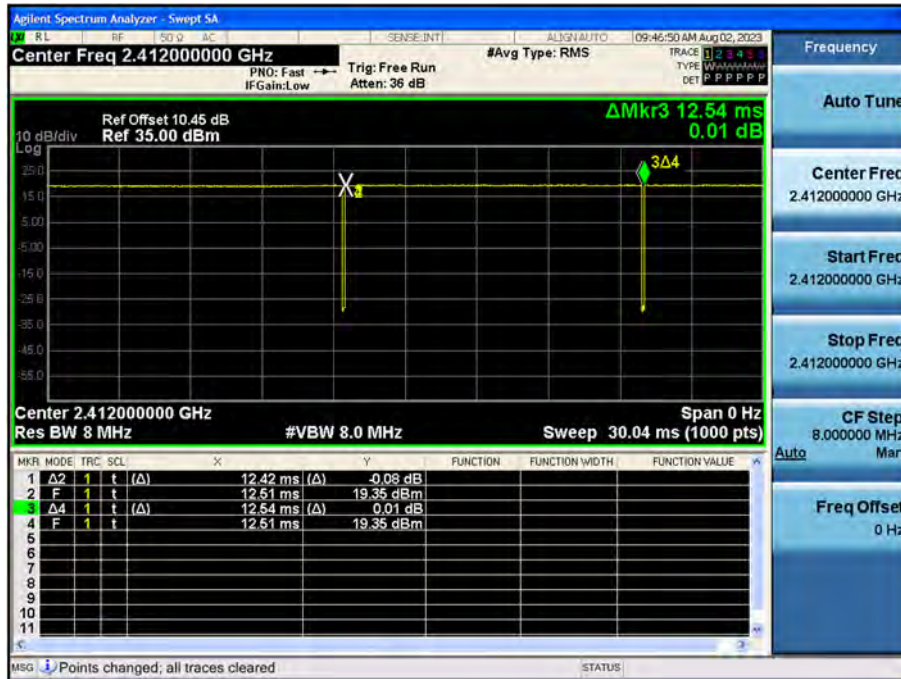 Agilent Spectrum Analyzer - Swept SA
LXI RL RF 50 Ω AC SENSE:INT ALIGN AUTO 09:46:50 AM Aug 02, 2023
Center Freq 2.412000000 GHz
#Avg Type: RMS
TRACE 1 2 3 4 5 6
TYPE
DET P P P P P P
PNO: Fast
IFGain:Low
Trig: Free Run
Atten: 36 dB
Ref Offset 10.45 dB
Ref 35.00 dBm
10 dB/div
Log
ΔMkr3 12.54 ms
0.01 dB
25.0
15.0
5.00
-5.00
-15.0
-25.0
-35.0
-45.0
-55.0
3Δ4
Center 2.412000000 GHz
Span 0 Hz
Res BW 8 MHz
#VBW 8.0 MHz
Sweep 30.04 ms (1000 pts)
MKR MODE TRC SCL X Y FUNCTION FUNCTION WIDTH FUNCTION VALUE
1 Δ2 1 t (Δ) 12.42 ms (Δ) -0.08 dB
2 F 1 t 12.51 ms 19.35 dBm
3 Δ4 1 t (Δ) 12.54 ms (Δ) 0.01 dB
4 F 1 t 12.51 ms 19.35 dBm
5
6
7
8
9
10
11
MSG Points changed; all traces cleared
STATUS
Frequency
Auto Tune
Center Freq
2.412000000 GHz
Start Freq
2.412000000 GHz
Stop Freq
2.412000000 GHz
CF Step
8.000000 MHz
Auto Man
Freq Offset
0 Hz